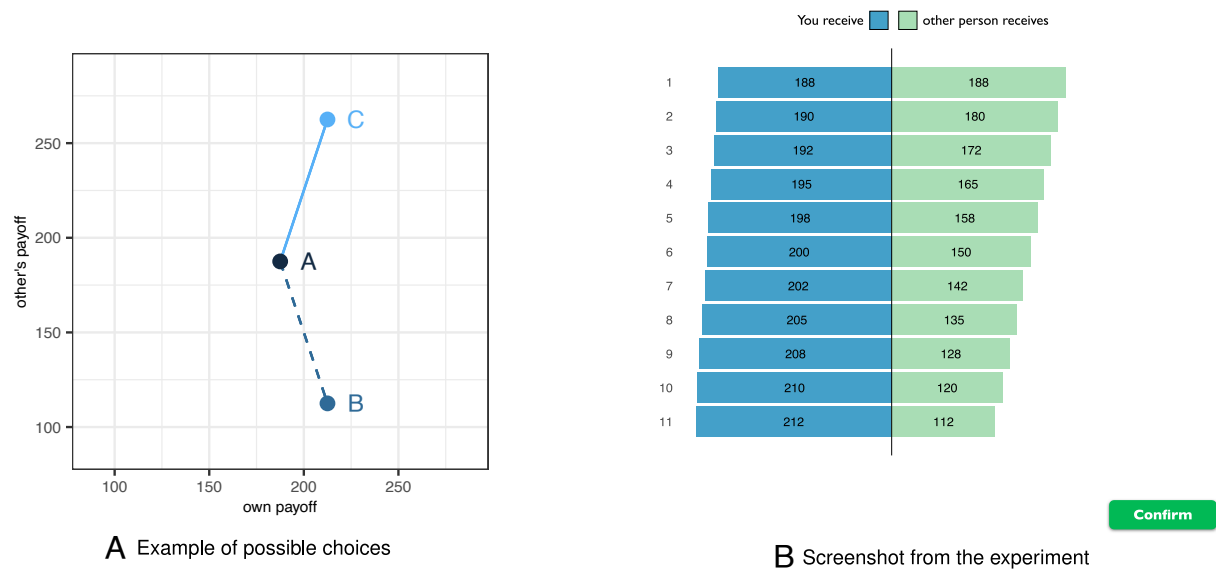 250
200
150
100
other's payoff
C
A
B
100 150 200 250
own payoff
A Example of possible choices
You receive other person receives
1 188 188
2 190 180
3 192 172
4 195 165
5 198 158
6 200 150
7 202 142
8 205 135
9 208 128
10 210 120
11 212 112
Confirm
B Screenshot from the experiment